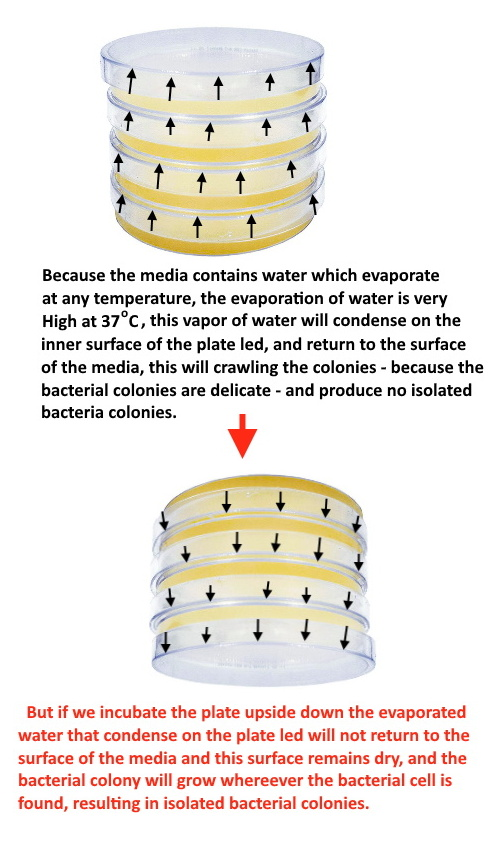 Because the media contains water which evaporate
at any temperature, the evaporation of water is very
High at 37°C, this vapor of water will condense on the
inner surface of the plate led, and return to the surface
of the media, this will crawling the colonies - because the
bacterial colonies are delicate - and produce no isolated
bacteria colonies.
But if we incubate the plate upside down the evaporated
water that condense on the plate led will not return to the
surface of the media and this surface remains dry, and the
bacterial colony will grow whereever the bacterial cell is
found, resulting in isolated bacterial colonies.